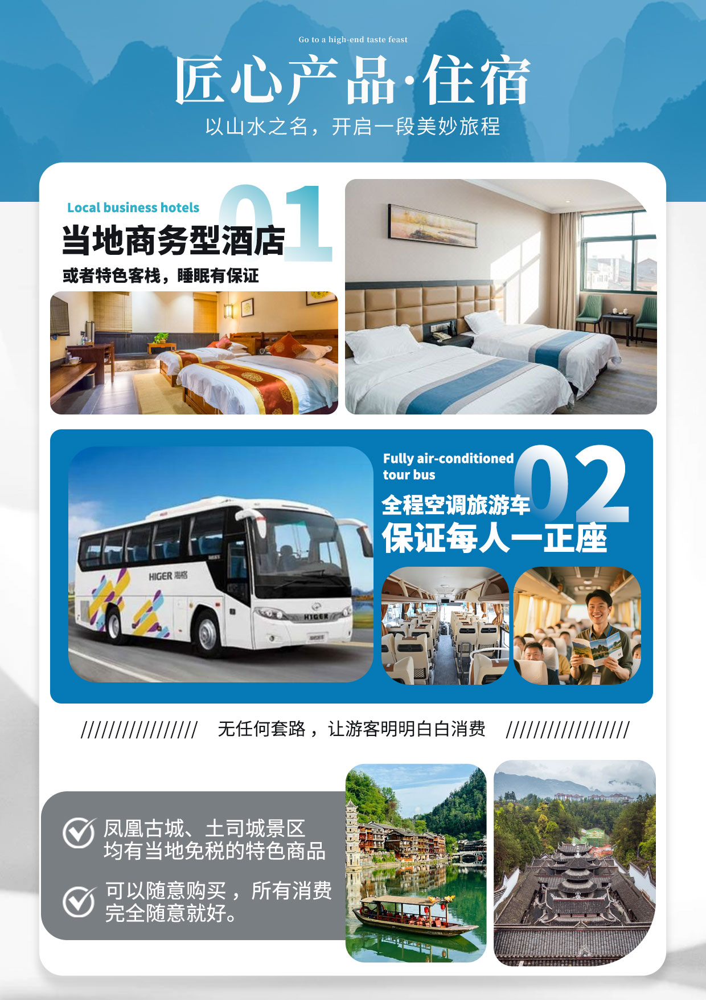 Go to a high-end taste feast
匠心产品·住宿
以山水之名，开启一段美妙旅程
01
Local business hotels
当地商务型酒店
或者特色客栈，睡眠有保证
02
Fully air-conditioned
tour bus
全程空调旅游车
保证每人一正座
HIGER 海格
HIGER
///////////////// 无任何套路，让游客明明白白消费 //////////////////
凤凰古城、土司城景区
均有当地免税的特色商品
可以随意购买，所有消费
完全随意就好。